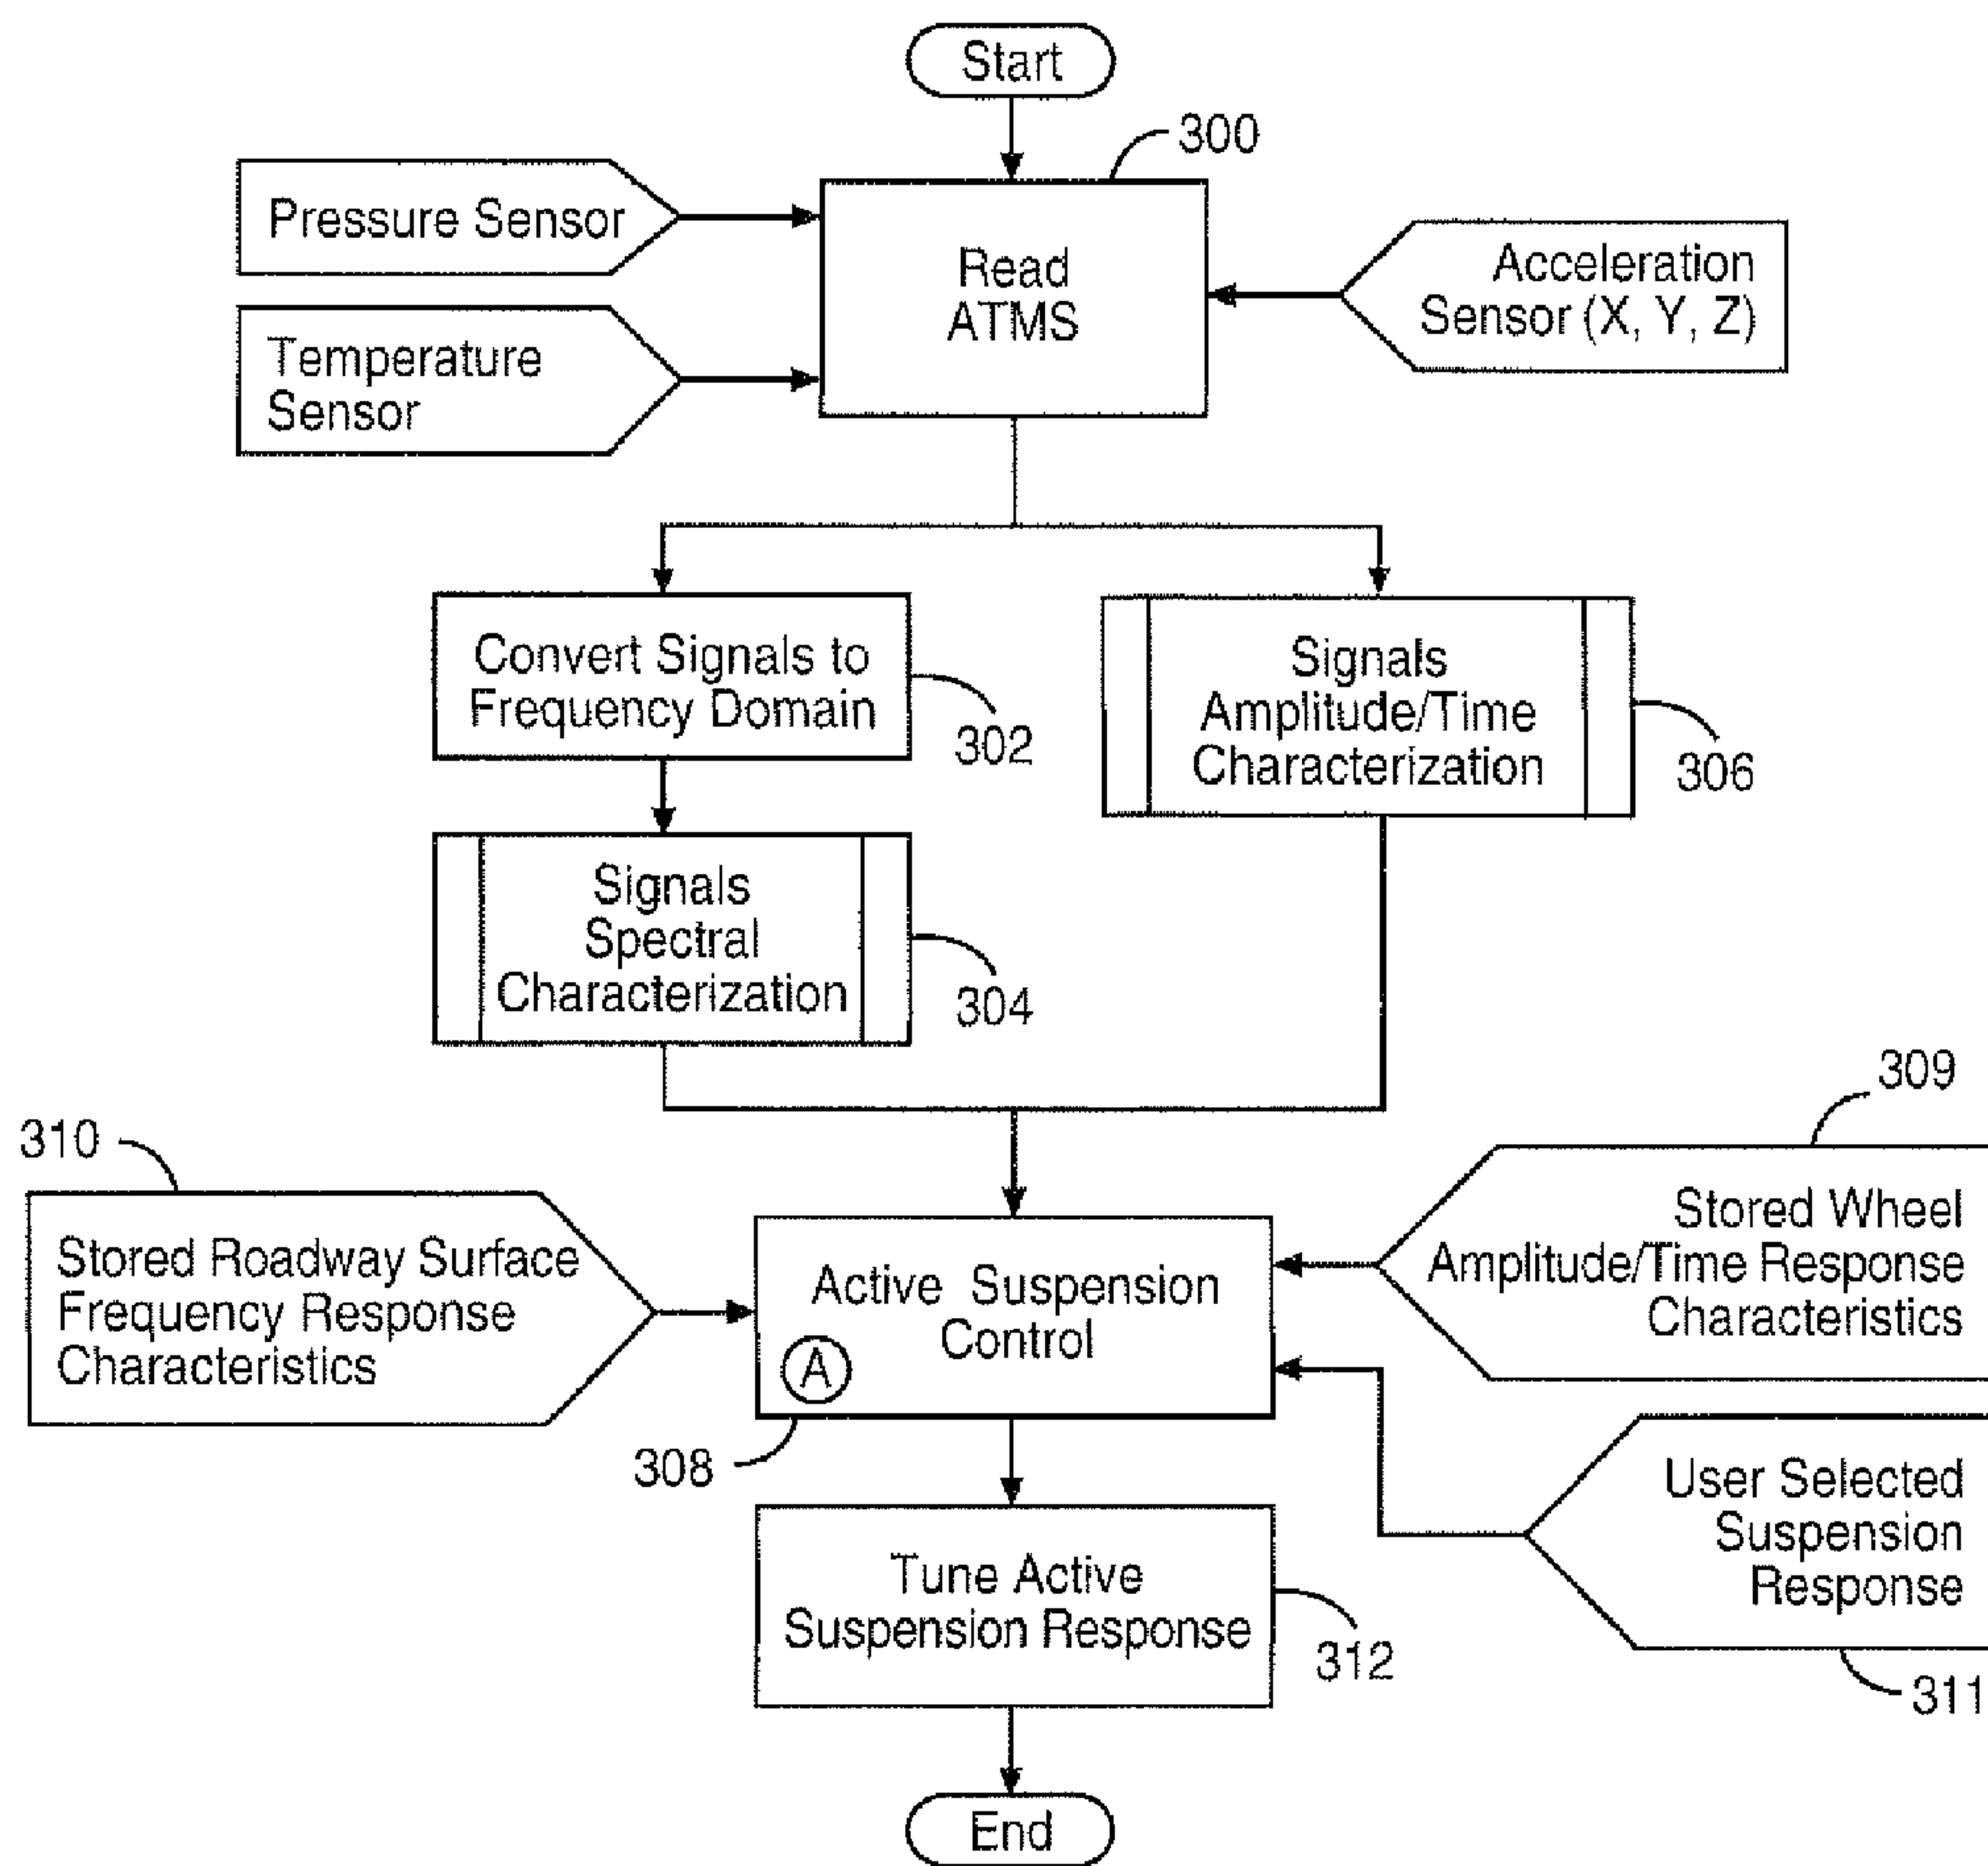 Start
300
Pressure Sensor
Read
ATMS
Acceleration
Sensor (X, Y, Z)
Temperature
Sensor
Convert Signals to
Frequency Domain
302
Signals
Amplitude/Time
Characterization
306
Signals
Spectral
Characterization
304
309
310
Stored Roadway Surface
Frequency Response
Characteristics
Active Suspension
Control
A
308
Stored Wheel
Amplitude/Time Response
Characteristics
User Selected
Suspension
Response
311
Tune Active
Suspension Response
312
End